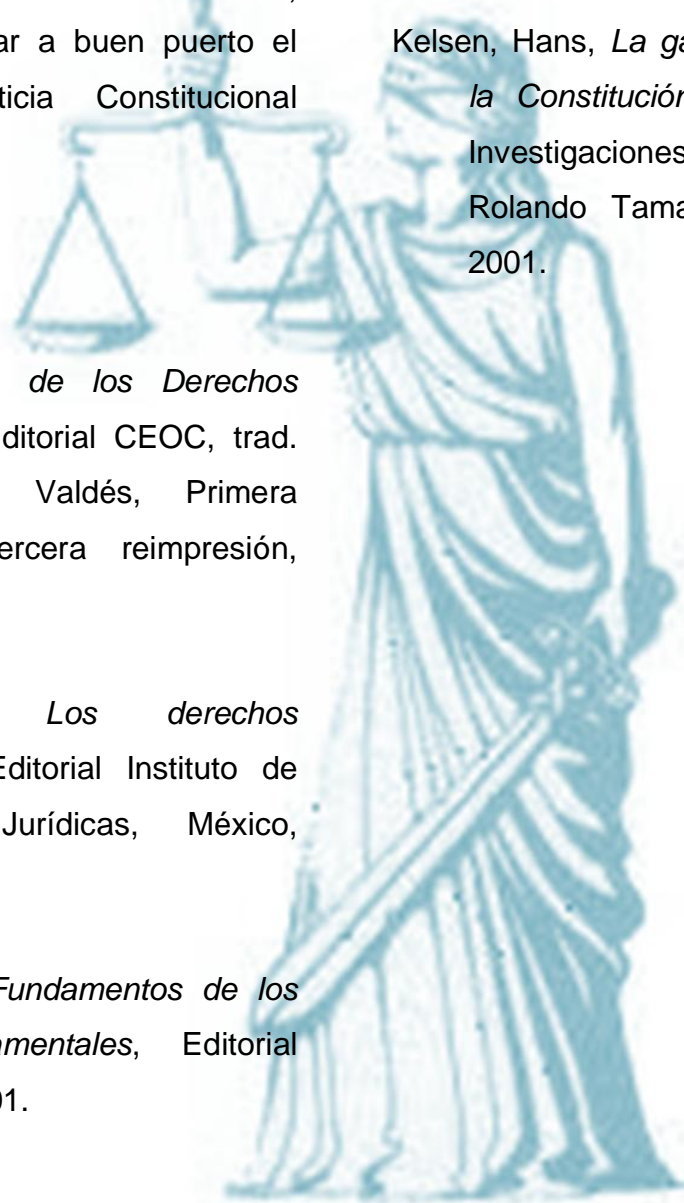 ar a buen puerto el
ticia Constitucional
de los Derechos
ditorial CEOC, trad.
Valdés, Primera
ercera reimpresión,
Los derechos
Editorial Instituto de
Jurídicas, México,
Fundamentos de los
amentales, Editorial
01.
Kelsen, Hans, La ga
la Constitución
Investigaciones
Rolando Tama
2001.